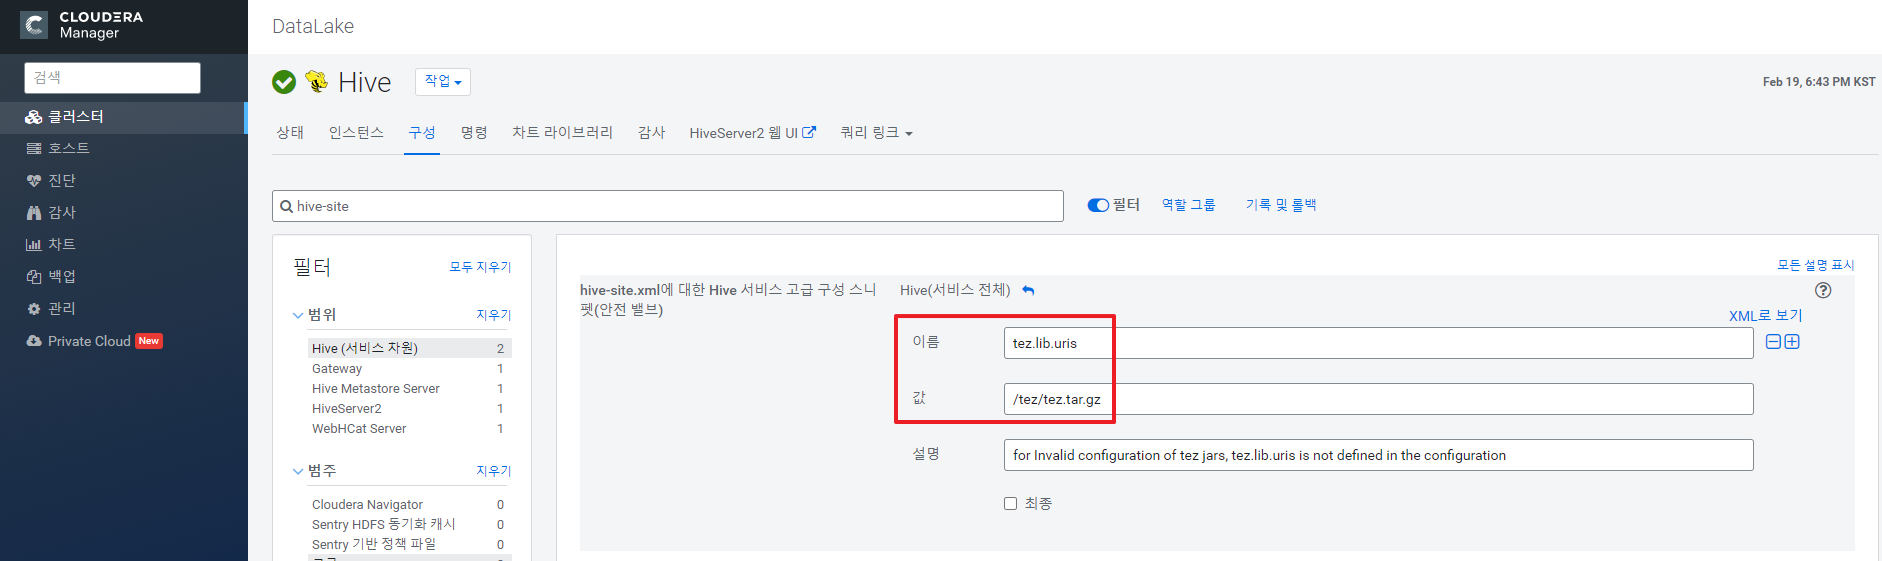 CLOUDERA
Manager
검색
클러스터
호스트
진단
감사
차트
백업
관리
Private Cloud New
DataLake
Hive 작업
Feb 19, 6:43 PM KST
상태 인스턴스 구성 명령 차트 라이브러리 감사 HiveServer2 웹 UI 쿼리 링크
hive-site 필터 역할 그룹 기록 및 롤백
필터 모두 지우기
범위 지우기
Hive (서비스 차원) 2
Gateway 1
Hive Metastore Server 1
HiveServer2 1
WebHCat Server 1
범주 지우기
Cloudera Navigator 0
Sentry HDFS 동기화 캐시 0
Sentry 기반 정책 파일 0
모든 설명 표시
hive-site.xml에 대한 Hive 서비스 고급 구성 스니
펫(안전 밸브)
Hive(서비스 전체)
XML로 보기
이름 tez.lib.uris
값 /tez/tez.tar.gz
설명 for Invalid configuration of tez jars, tez.lib.uris is not defined in the configuration
최종